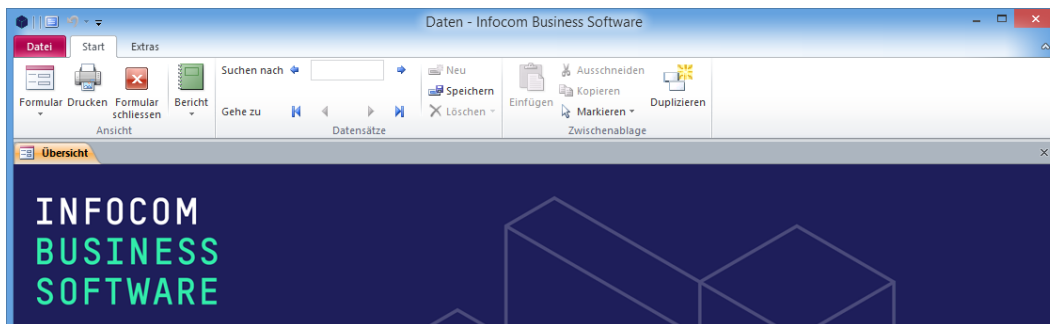 Daten - Infocom Business Software
Datei Start Extras
Suchen nach
Neu
Ausschneiden
Speichern
Kopieren
Formular Drucken Formular schliessen Bericht
Einfügen
Duplizieren
Gehe zu
Löschen
Markieren
Ansicht Datensätze Zwischenablage
Übersicht
INFOCOM
BUSINESS
SOFTWARE